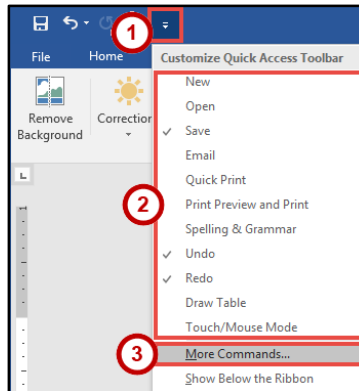 1
File Home Customize Quick Access Toolbar
New
Open
Remove Background
Correction
✓ Save
Email
Quick Print
2
Print Preview and Print
Spelling & Grammar
✓ Undo
✓ Redo
Draw Table
Touch/Mouse Mode
3
More Commands...
Show Below the Ribbon